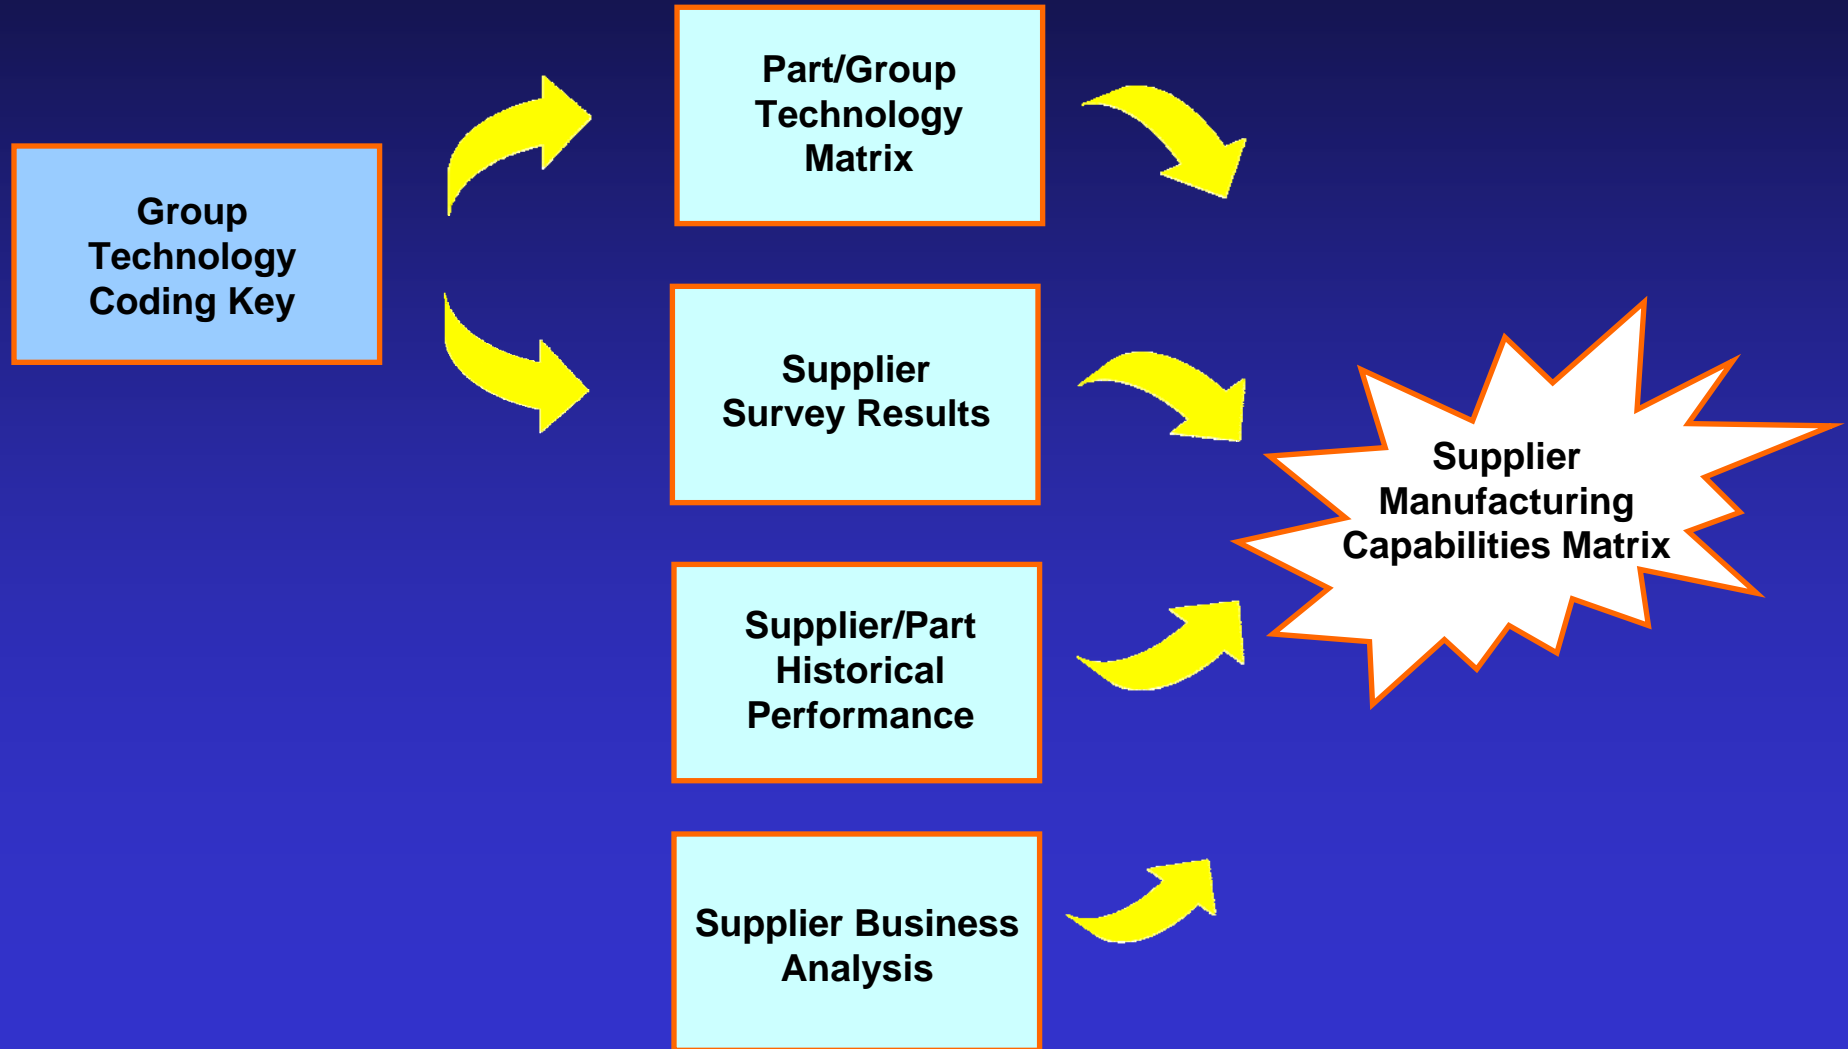 Group
Technology
Coding Key
Part/Group
Technology
Matrix
Supplier
Survey Results
Supplier/Part
Historical
Performance
Supplier Business
Analysis
Supplier
Manufacturing
Capabilities Matrix